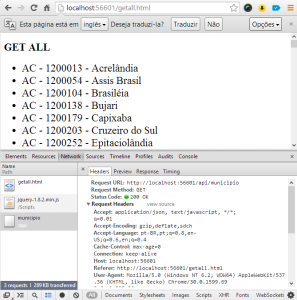 localhost:56601/getall.html
Esta página está em inglês Deseja traduzi-la? Traduzir Não Opções
GET ALL
AC - 1200013 - Acrelândia
AC - 1200054 - Assis Brasil
AC - 1200104 - Brasiléia
AC - 1200138 - Bujari
AC - 1200179 - Capixaba
AC - 1200203 - Cruzeiro do Sul
AC - 1200252 - Epitaciolândia
Elements Resources Network Sources Timeline Profiles Audits Console
Name
Path
Headers Preview Response Timing
getall.html
jquery-1.8.2.min.js
/Scripts
municipio
/api
Request URL: http://localhost:56601/api/municipio
Request Method: GET
Status Code: 200 OK
Request Headers view source
Accept: application/json, text/javascript, */*;
q=0.01
Accept-Encoding: gzip,deflate,sdch
Accept-Language: pt-BR,pt;q=0.8,en-
US;q=0.6,en;q=0.4
Cache-Control: max-age=0
Connection: keep-alive
Host: localhost:56601
Referer: http://localhost:56601/getall.html
User-Agent: Mozilla/5.0 (Windows NT 6.2; WOW64) AppleWebKit/537
.36 (KHTML, like Gecko) Chrome/30.0.1599.69
3 requests 289 KB transferred
All Documents Stylesheets Images Scripts XHR Fonts WebSockets